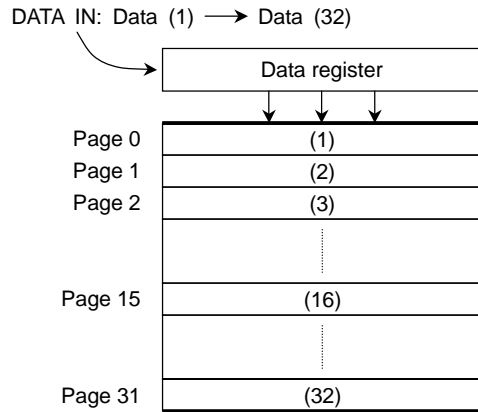 DATA IN: Data (1) → Data (32)
Data register
Page 0 (1)
Page 1 (2)
Page 2 (3)
Page 15 (16)
Page 31 (32)